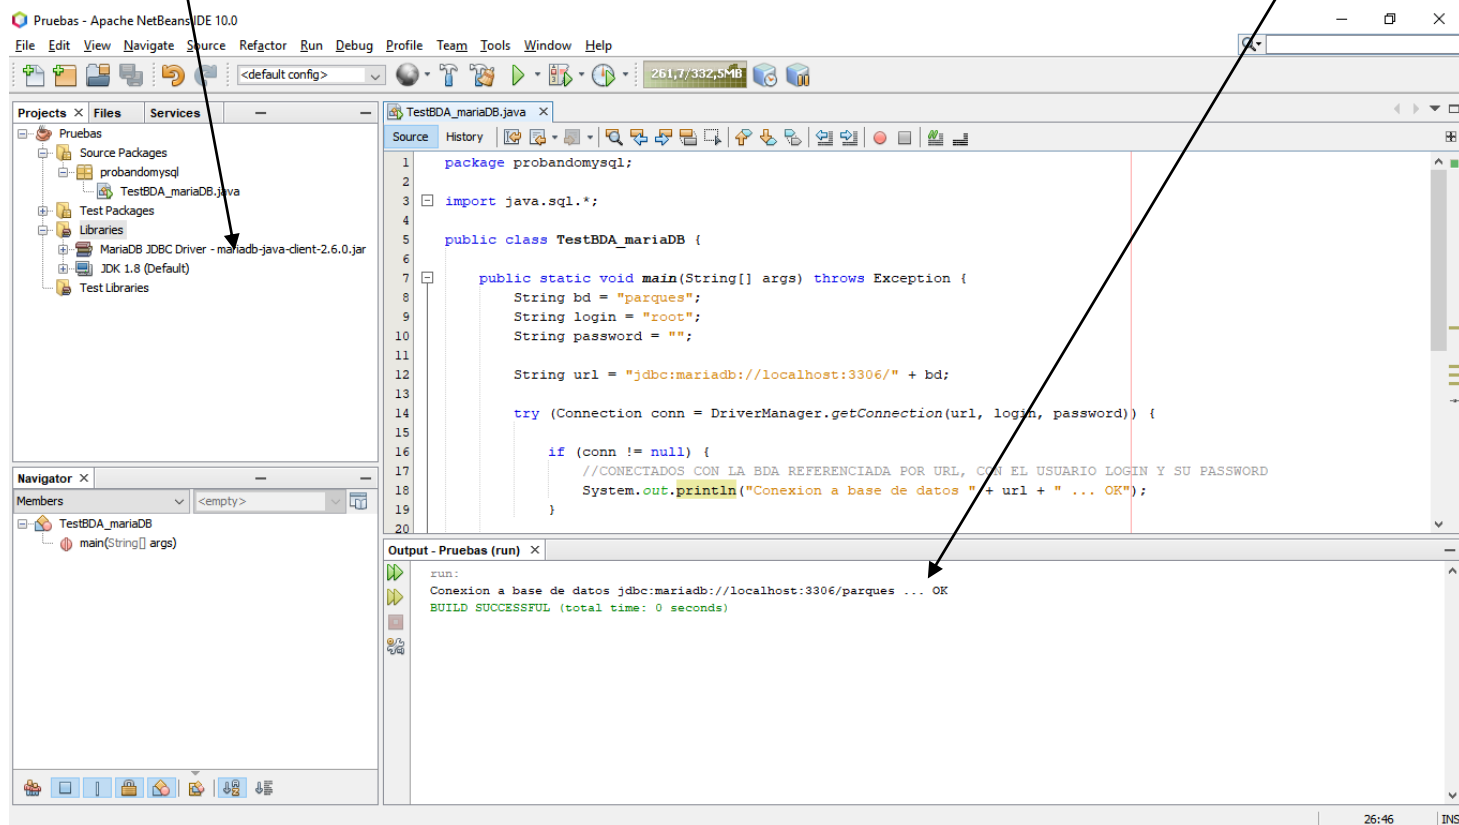 Pruebas - Apache NetBeans IDE 10.0
File Edit View Navigate Source Refactor Run Debug Profile Team Tools Window Help
<default config>
261,7/332,5MB
Projects Files Services
Pruebas
Source Packages
probandomysql
TestBDA_mariaDB.java
Test Packages
Libraries
MariaDB JDBC Driver - mariadb-java-client-2.6.0.jar
JDK 1.8 (Default)
Test Libraries
Navigator
Members <empty>
TestBDA_mariaDB
main(String[] args)
TestBDA_mariaDB.java
Source History
1 package probandomysql;
2
3 import java.sql.*;
4
5 public class TestBDA_mariaDB {
6
7 public static void main(String[] args) throws Exception {
8 String bd = "parques";
9 String login = "root";
10 String password = "";
11
12 String url = "jdbc:mariadb://localhost:3306/" + bd;
13
14 try (Connection conn = DriverManager.getConnection(url, login, password)) {
15
16 if (conn != null) {
17 //CONECTADOS CON LA BDA REFERENCIADA POR URL, CON EL USUARIO LOGIN Y SU PASSWORD
18 System.out.println("Conexion a base de datos " + url + " ... OK");
19 }
20
Output - Pruebas (run)
run:
Conexion a base de datos jdbc:mariadb://localhost:3306/parques ... OK
BUILD SUCCESSFUL (total time: 0 seconds)
26:46 INS